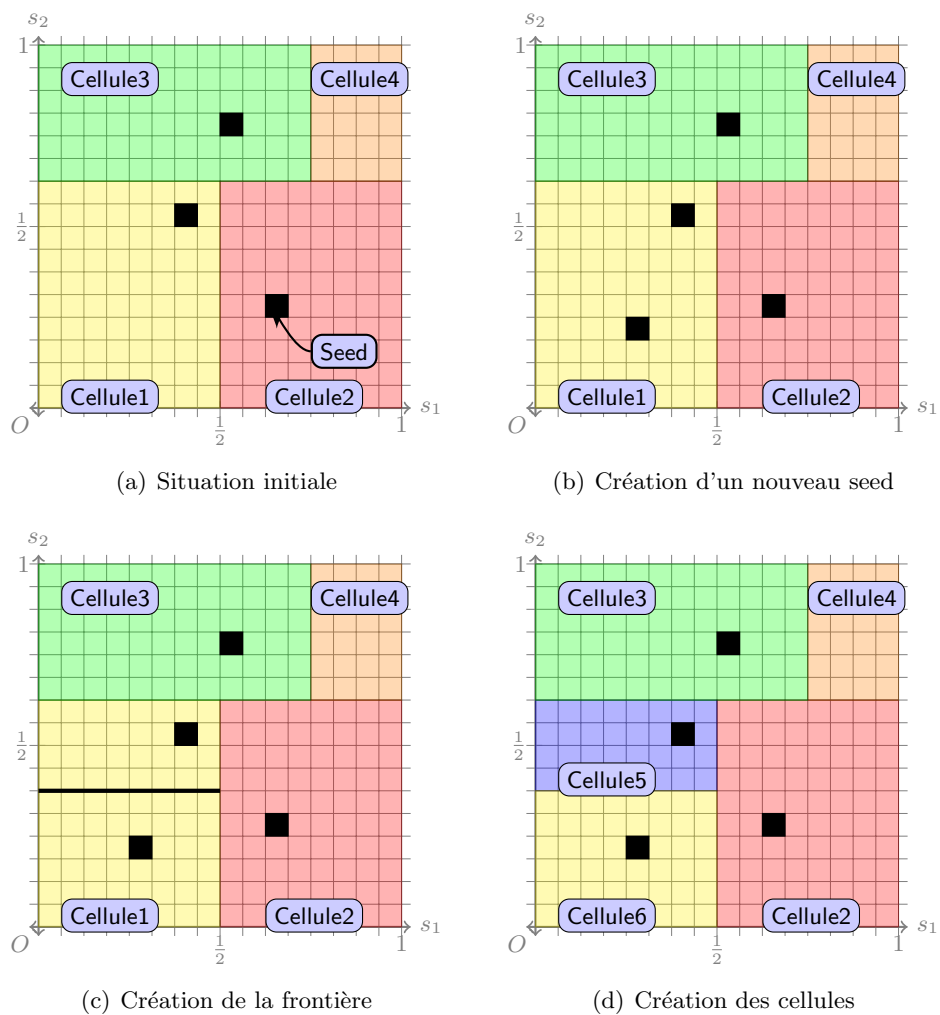 s₂ s₂
1 Cellule3 Cellule4 1 Cellule3 Cellule4
1/2 1/2
Seed
Cellule1 Cellule2 Cellule1 Cellule2
O 1/2 1 s₁ O 1/2 1 s₁
(a) Situation initiale (b) Création d'un nouveau seed
s₂ s₂
1 Cellule3 Cellule4 1 Cellule3 Cellule4
1/2 1/2
Cellule5
Cellule1 Cellule2 Cellule6 Cellule2
O 1/2 1 s₁ O 1/2 1 s₁
(c) Création de la frontière (d) Création des cellules